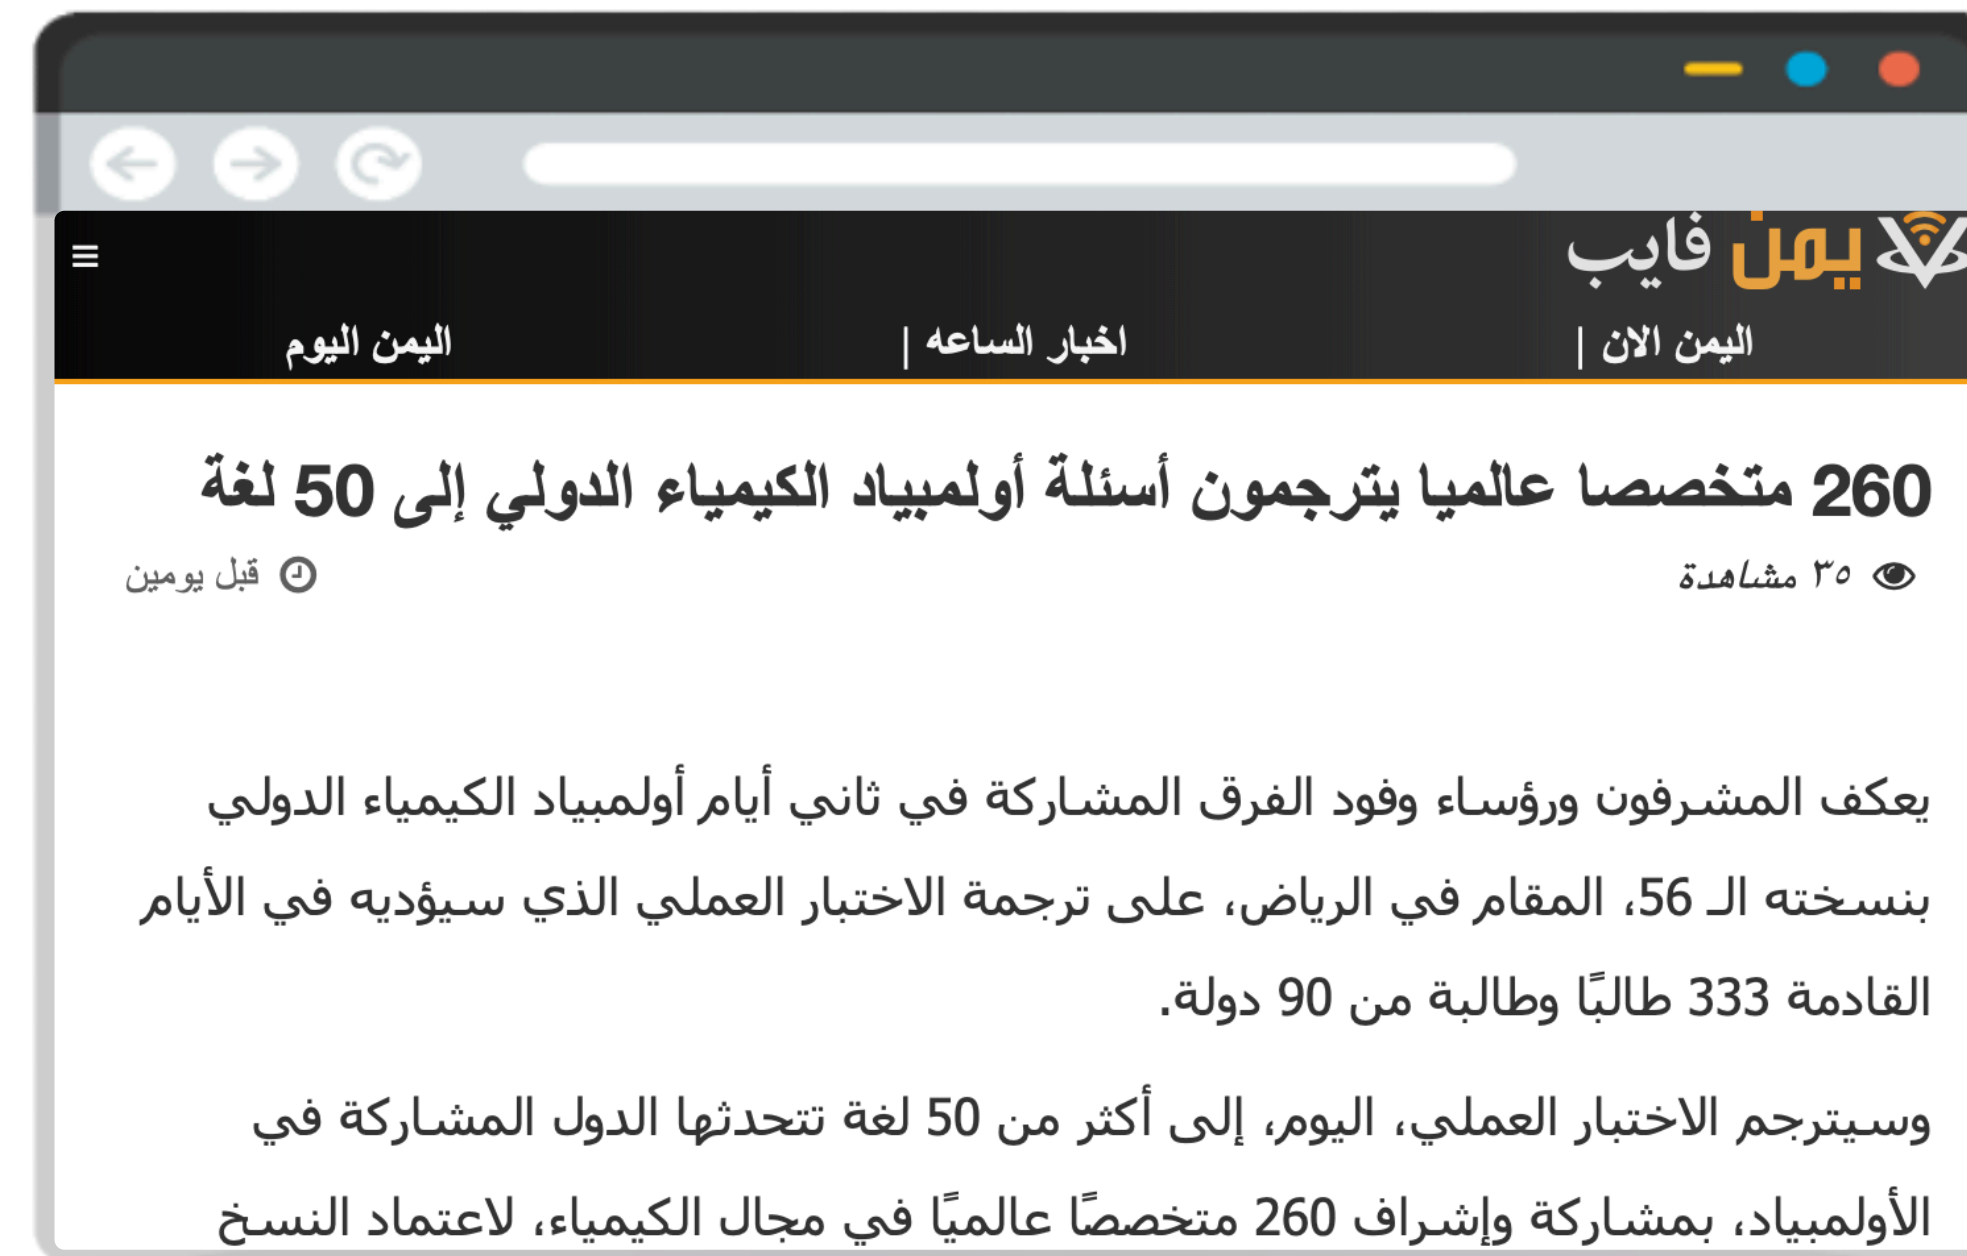 يمن فايب
اليمن الان | اخبار الساعه | اليمن اليوم
260 متخصصا عالميا يترجمون أسئلة أولمبياد الكيمياء الدولي إلى 50 لغة
٣٥ مشاهدة قبل يومين
يعكف المشرفون ورؤساء وفود الفرق المشاركة في ثاني أيام أولمبياد الكيمياء الدولي
بنسخته الـ 56، المقام في الرياض، على ترجمة الاختبار العملي الذي سيؤديه في الأيام
القادمة 333 طالبًا وطالبة من 90 دولة.
وسيترجم الاختبار العملي، اليوم، إلى أكثر من 50 لغة تتحدثها الدول المشاركة في
الأولمبياد، بمشاركة وإشراف 260 متخصصًا عالميًا في مجال الكيمياء، لاعتماد النسخ